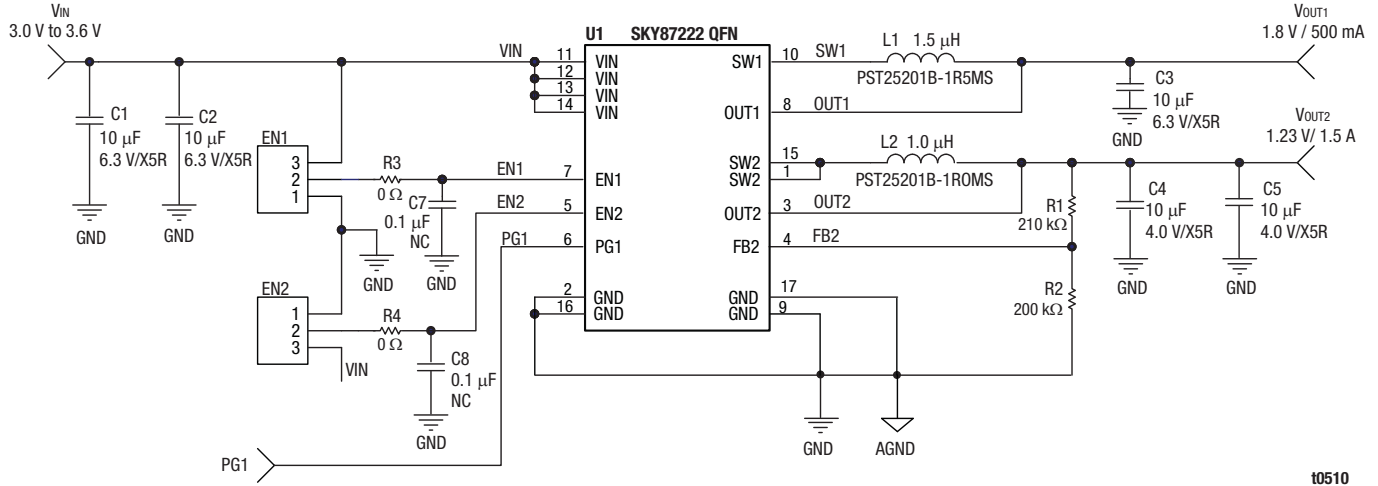 VIN
3.0 V to 3.6 V
U1 SKY87222 QFN
VOUT1
1.8 V / 500 mA
VIN
11 VIN
12 VIN
13 VIN
14 VIN
SW1 10 SW1
L1 1.5 µH
PST25201B-1R5MS
OUT1 8 OUT1
C1
10 µF
6.3 V/X5R
GND
C2
10 µF
6.3 V/X5R
GND
C3
10 µF
6.3 V/X5R
GND
VOUT2
1.23 V/ 1.5 A
EN1
3
2
1
R3
0 Ω
EN1
7 EN1
C7
0.1 µF
NC
GND
GND
SW2 15
SW2 1
L2 1.0 µH
PST25201B-1ROMS
EN2
5 EN2
OUT2 3 OUT2
PG1
6 PG1
FB2 4 FB2
R1
210 kΩ
C4
10 µF
4.0 V/X5R
GND
C5
10 µF
4.0 V/X5R
GND
EN2
1
2
3
R4
0 Ω
VIN
C8
0.1 µF
NC
GND
2 GND
16 GND
GND 17
GND 9
R2
200 kΩ
GND
AGND
PG1
t0510